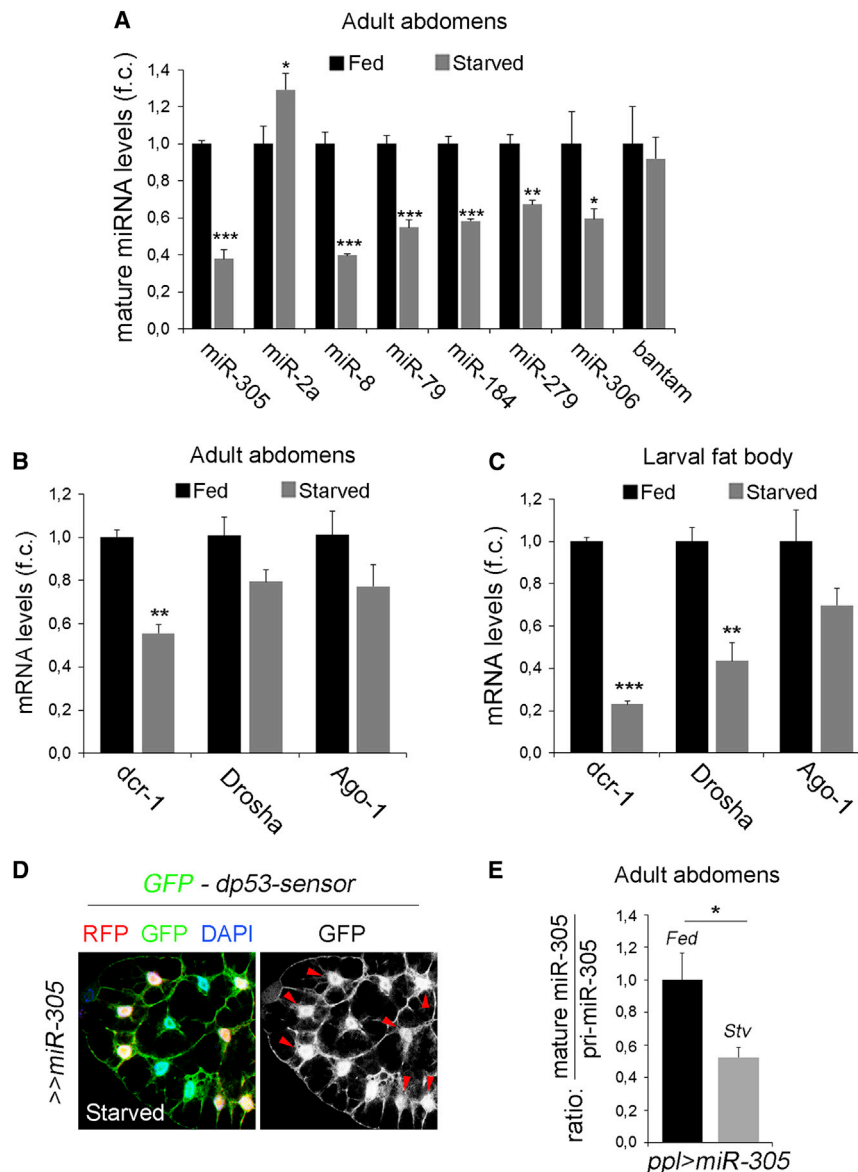 A
Adult abdomens
Fed Starved
mature miRNA levels (f.c.)
1,4
1,2
1,0
0,8
0,6
0,4
0,2
0,0
*** * *** *** *** ** *
miR-305 miR-2a miR-8 miR-79 miR-184 miR-279 miR-306 bantam
B
Adult abdomens
Fed Starved
mRNA levels (f.c.)
1,2
1,0
0,8
0,6
0,4
0,2
0,0
**
dcr-1 Drosha Ago-1
C
Larval fat body
Fed Starved
mRNA levels (f.c.)
1,2
1,0
0,8
0,6
0,4
0,2
0,0
*** **
dcr-1 Drosha Ago-1
D
GFP - dp53-sensor
RFP GFP DAPI GFP
>>miR-305
Starved
E
Adult abdomens
ratio: mature miR-305
pri-miR-305
1,4
1,2
1,0
0,8
0,6
0,4
0,2
0,0
*
Fed
Stv
ppl>miR-305